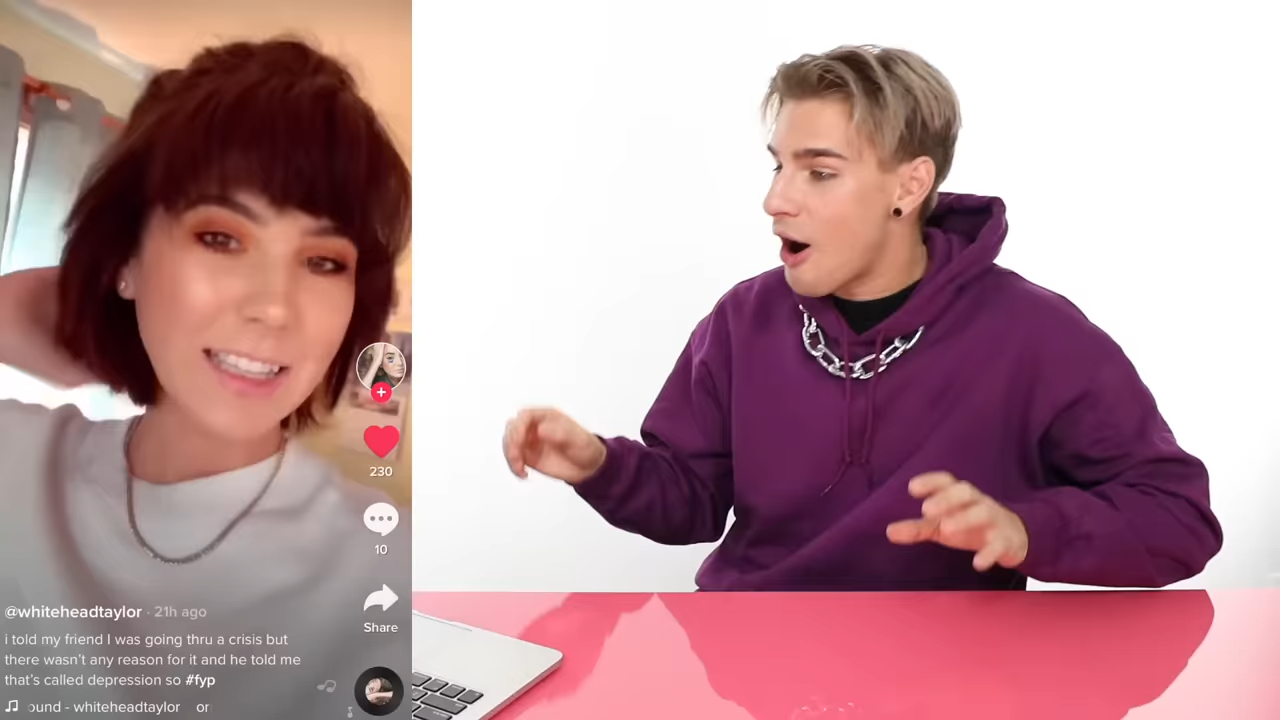 230
10
Share
@whiteheadtaylor · 21h ago
i told my friend I was going thru a crisis but
there wasn't any reason for it and he told me
that's called depression so #fyp
ound - whiteheadtaylor or